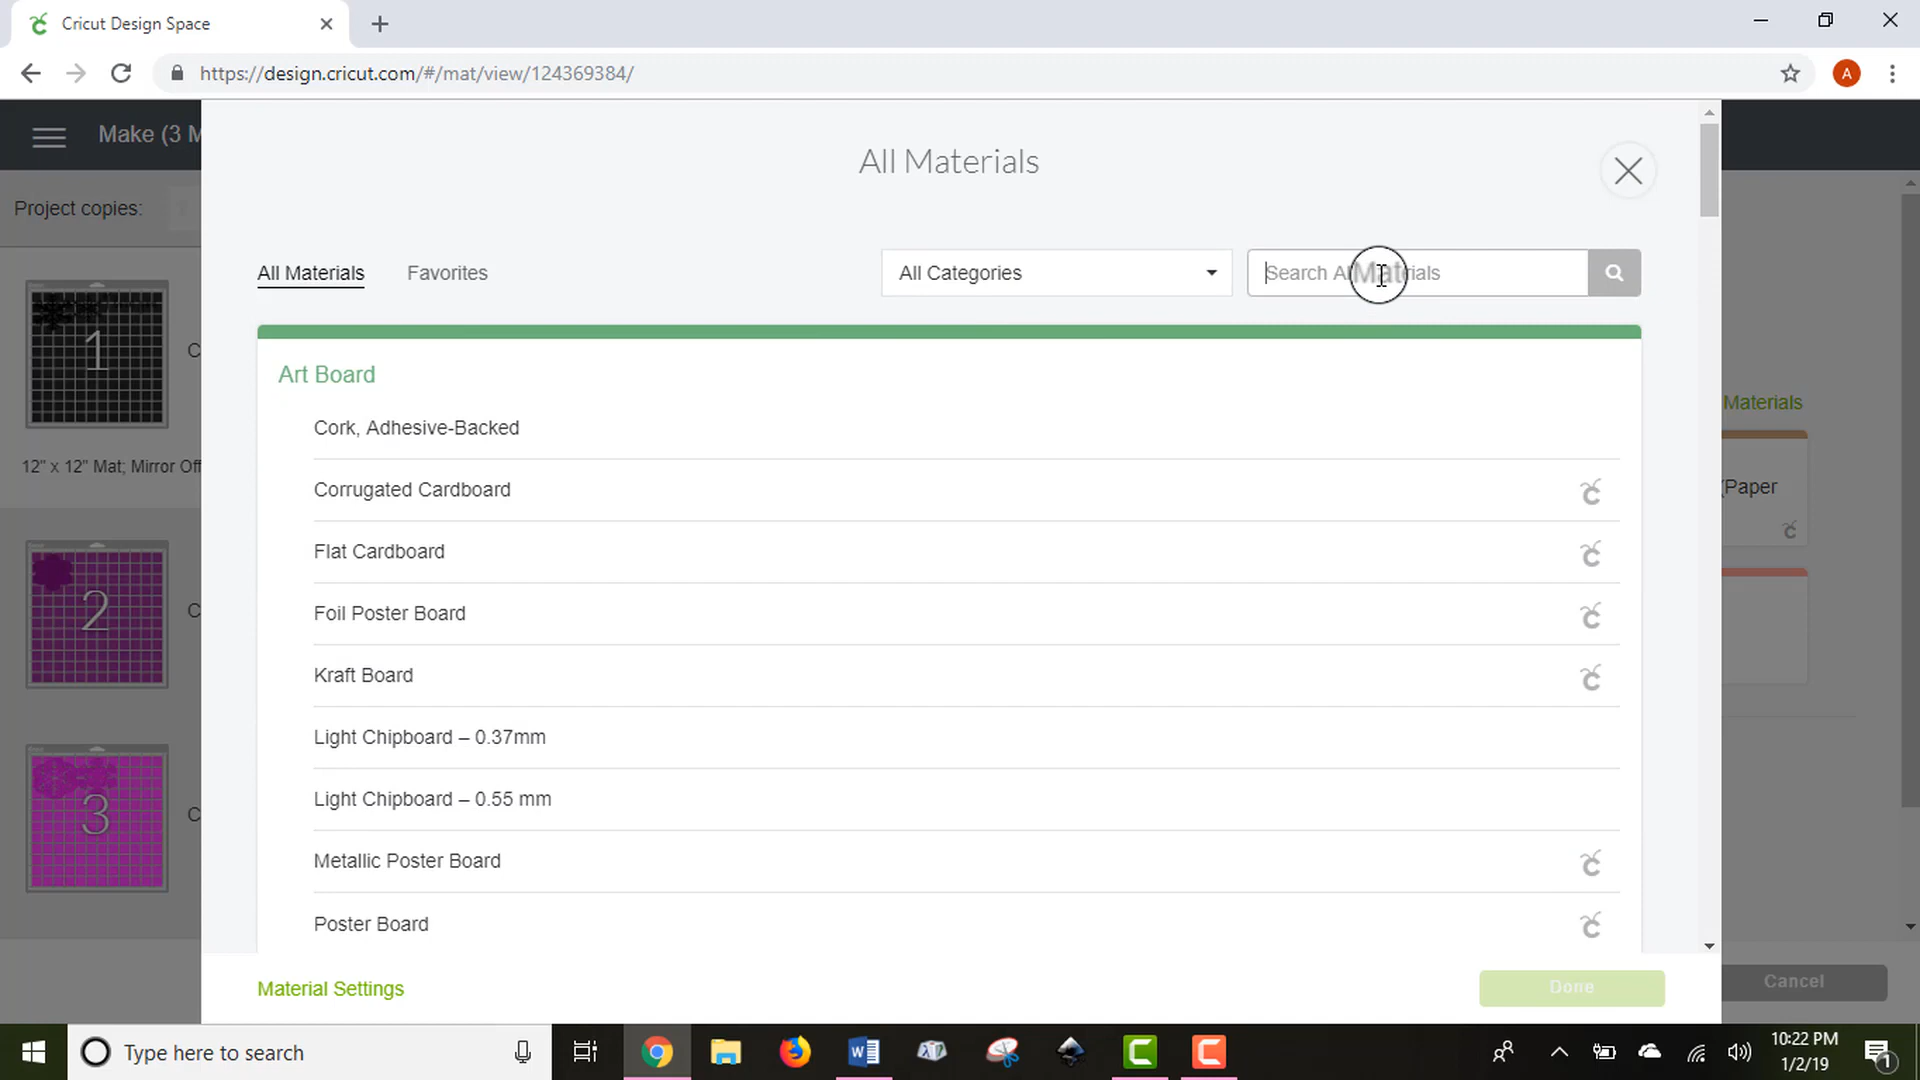 Cricut Design Space
https://design.cricut.com/#/mat/view/124369384/
A
Make (3 M
All Materials
Project copies:
All Materials
Favorites
All Categories
Search All Materials
Materials
Art Board
Cork, Adhesive-Backed
Corrugated Cardboard
Flat Cardboard
Foil Poster Board
Kraft Board
Light Chipboard – 0.37mm
Light Chipboard – 0.55 mm
Metallic Poster Board
Poster Board
1
C
12" x 12" Mat; Mirror Off
2
C
3
C
(Paper
Material Settings
Done
Cancel
Type here to search
10:22 PM
1/2/19
1